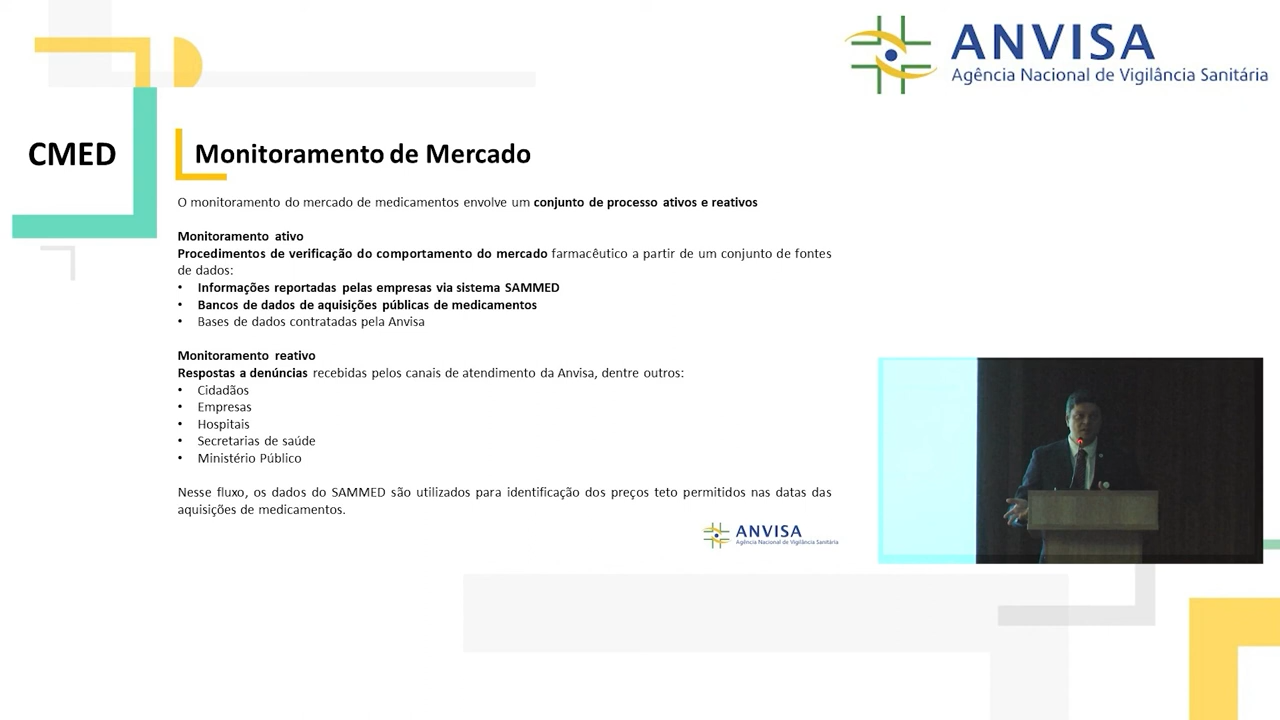 ANVISA
Agência Nacional de Vigilância Sanitária
CMED
Monitoramento de Mercado
O monitoramento do mercado de medicamentos envolve um conjunto de processo ativos e reativos
Monitoramento ativo
Procedimentos de verificação do comportamento do mercado farmacêutico a partir de um conjunto de fontes
de dados:
• Informações reportadas pelas empresas via sistema SAMMED
• Bancos de dados de aquisições públicas de medicamentos
• Bases de dados contratadas pela Anvisa
Monitoramento reativo
Respostas a denúncias recebidas pelos canais de atendimento da Anvisa, dentre outros:
• Cidadãos
• Empresas
• Hospitais
• Secretarias de saúde
• Ministério Público
Nesse fluxo, os dados do SAMMED são utilizados para identificação dos preços teto permitidos nas datas das
aquisições de medicamentos.
ANVISA
Agência Nacional de Vigilância Sanitária